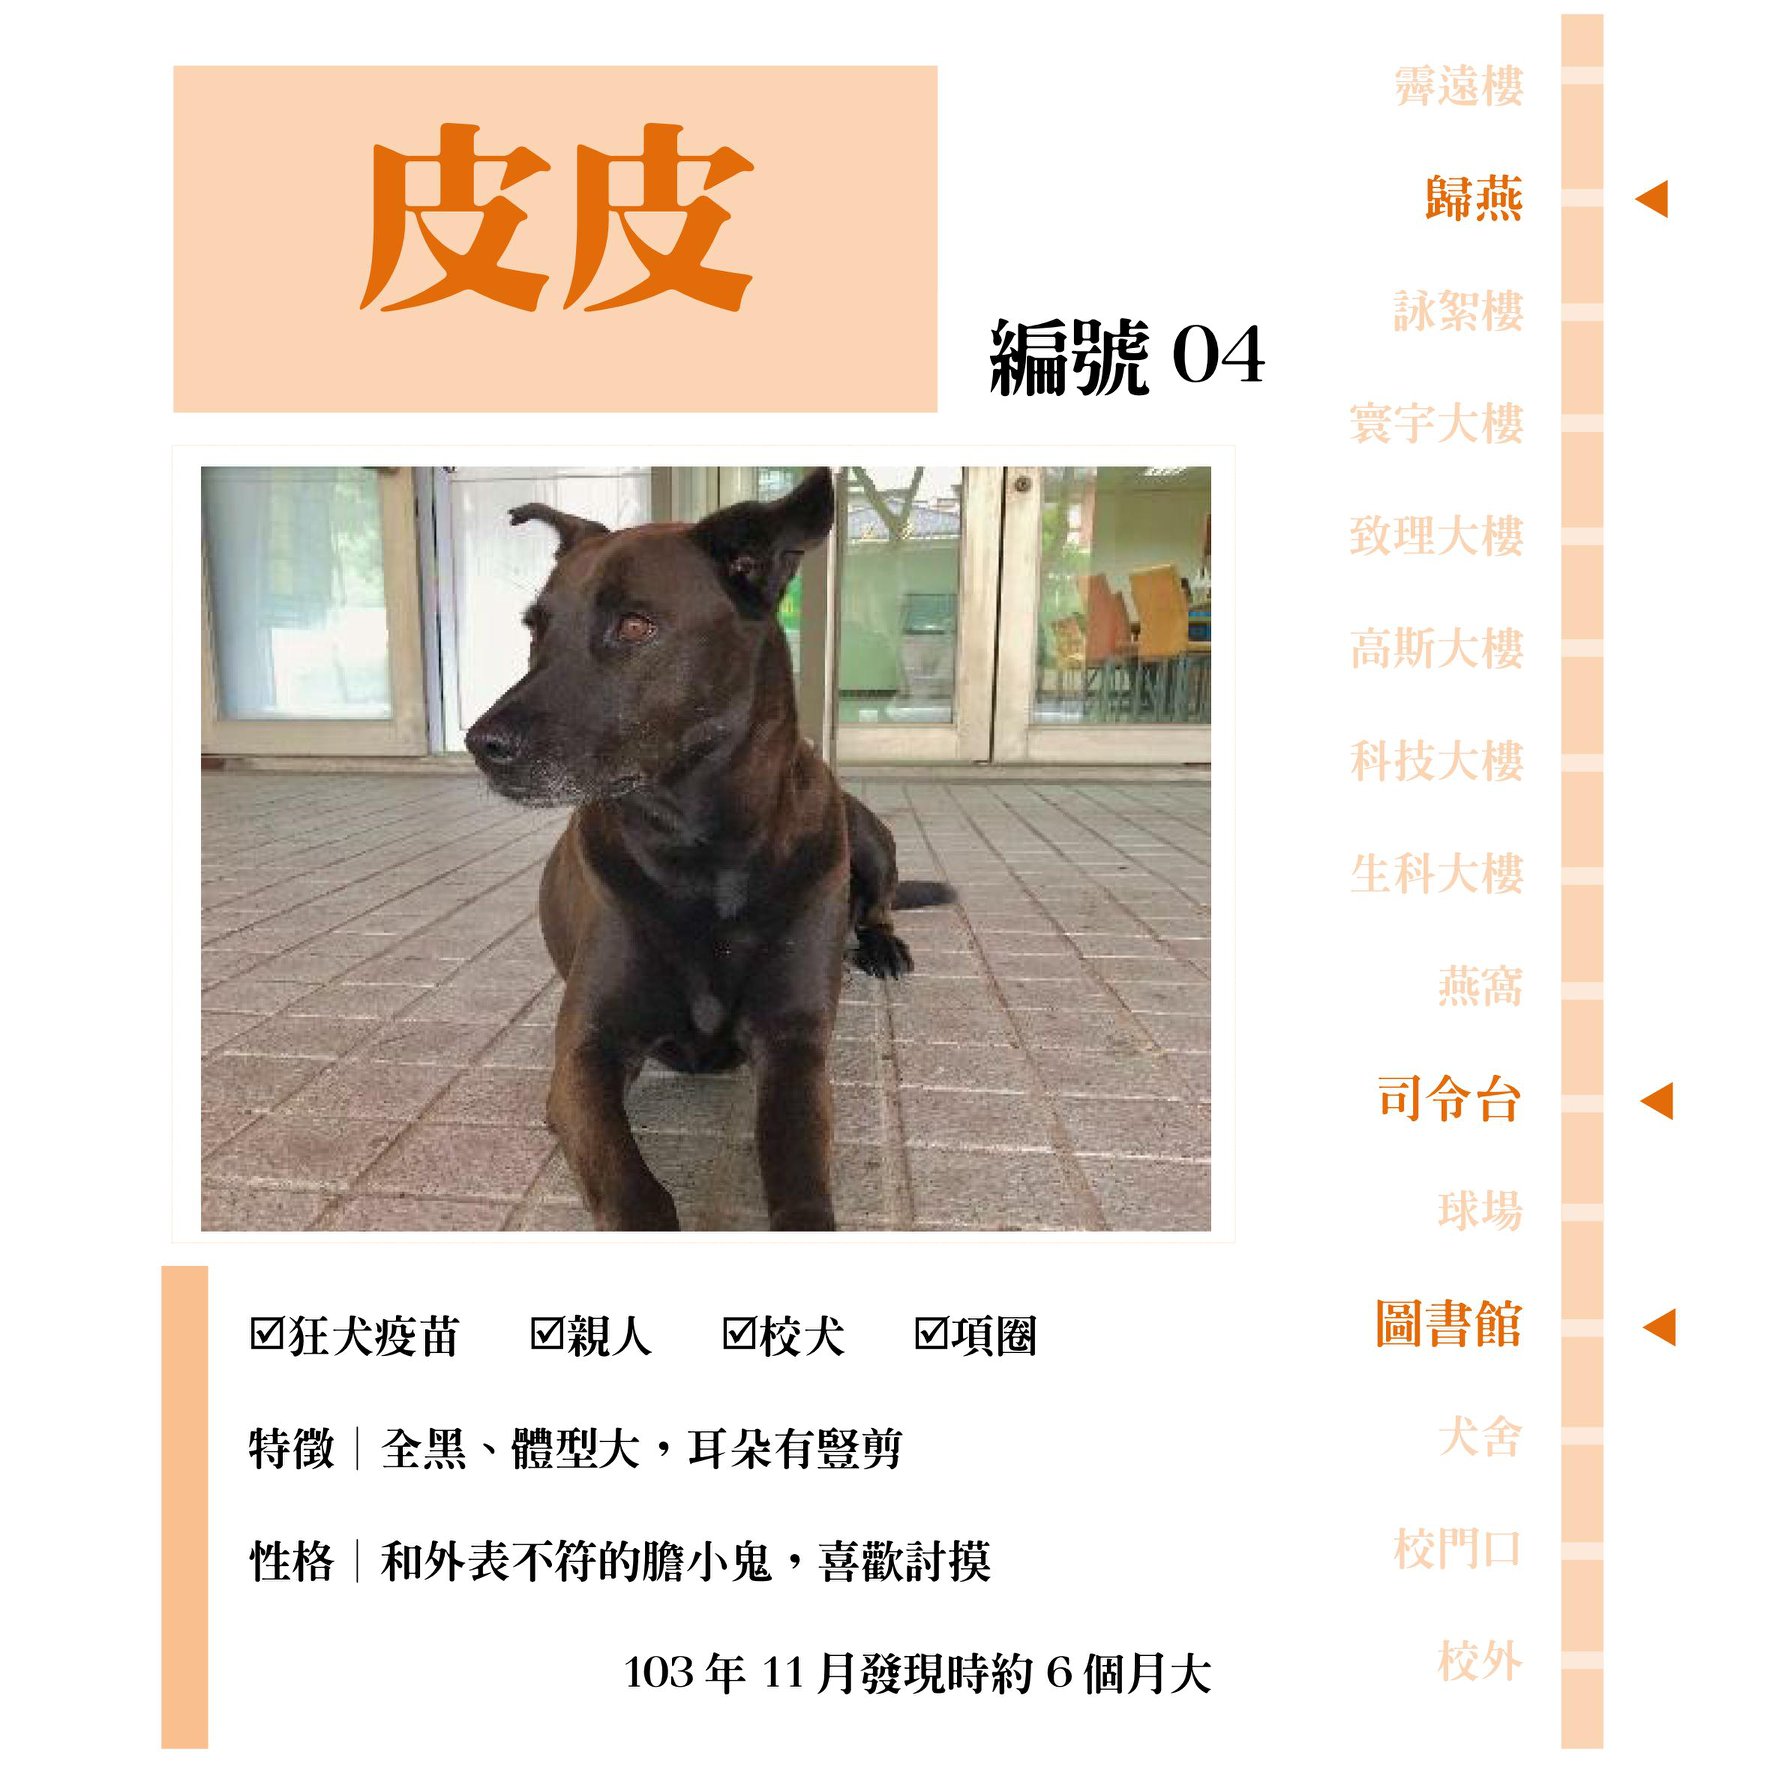 皮皮
編號 04
☑狂犬疫苗 ☑親人 ☑校犬 ☑項圈
特徵｜全黑、體型大，耳朵有豎剪
性格｜和外表不符的膽小鬼，喜歡討摸
103 年 11 月發現時約 6 個月大
霽遠樓
歸燕
詠絮樓
寰宇大樓
致理大樓
高斯大樓
科技大樓
生科大樓
燕窩
司令台
球場
圖書館
犬舍
校門口
校外